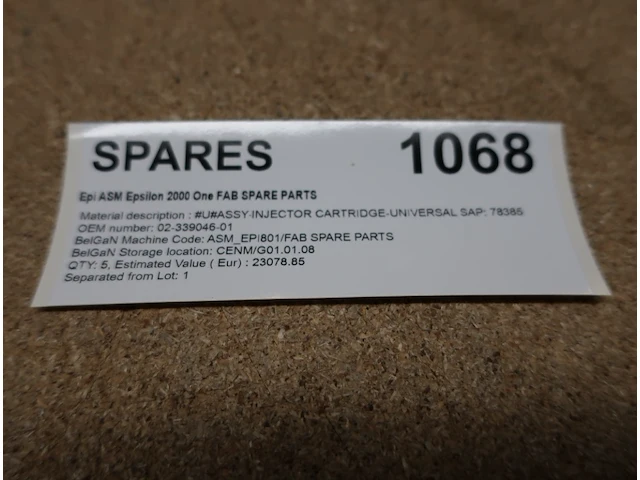 SPARES 1068
Epi ASM Epsilon 2000 One FAB SPARE PARTS
Material description : #U#ASSY-INJECTOR CARTRIDGE-UNIVERSAL SAP: 78385
OEM number: 02-339046-01
BelGaN Machine Code: ASM_EPI801/FAB SPARE PARTS
BelGaN Storage location: CENM/G01.01.08
QTY: 5, Estimated Value ( Eur) : 23078.85
Separated from Lot: 1